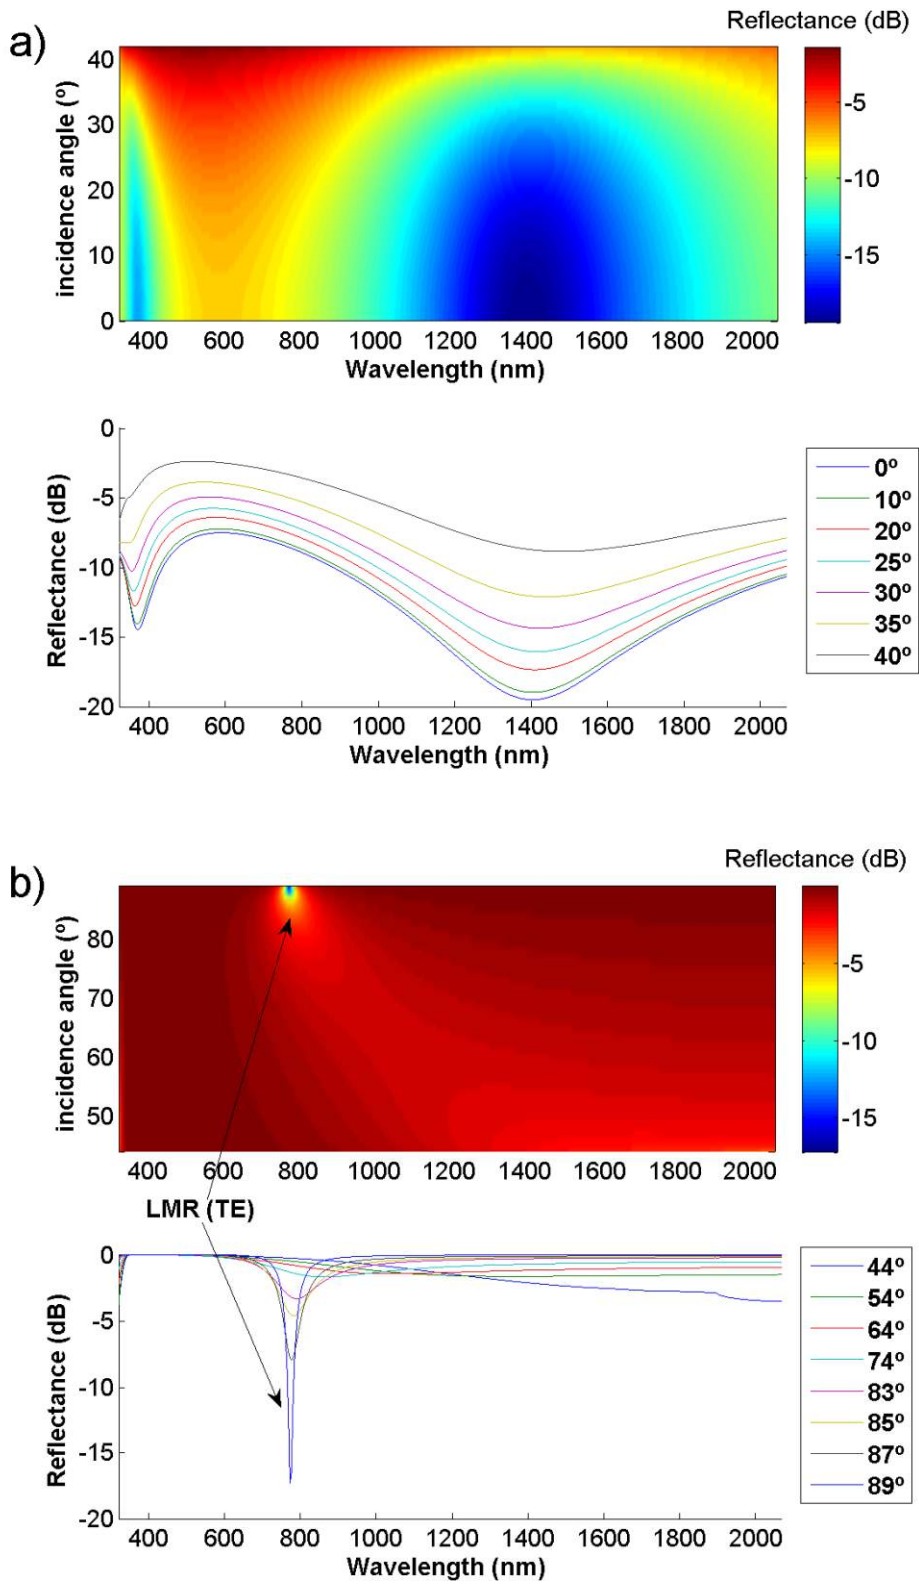 a)
Reflectance (dB)
incidence angle (º)
40
30
20
10
0
400 600 800 1000 1200 1400 1600 1800 2000
Wavelength (nm)
-5
-10
-15
Reflectance (dB)
0
-5
-10
-15
-20
400 600 800 1000 1200 1400 1600 1800 2000
Wavelength (nm)
0º
10º
20º
25º
30º
35º
40º
b)
Reflectance (dB)
incidence angle (º)
80
70
60
50
400 600 800 1000 1200 1400 1600 1800 2000
-5
-10
-15
LMR (TE)
Reflectance (dB)
0
-5
-10
-15
-20
400 600 800 1000 1200 1400 1600 1800 2000
Wavelength (nm)
44º
54º
64º
74º
83º
85º
87º
89º